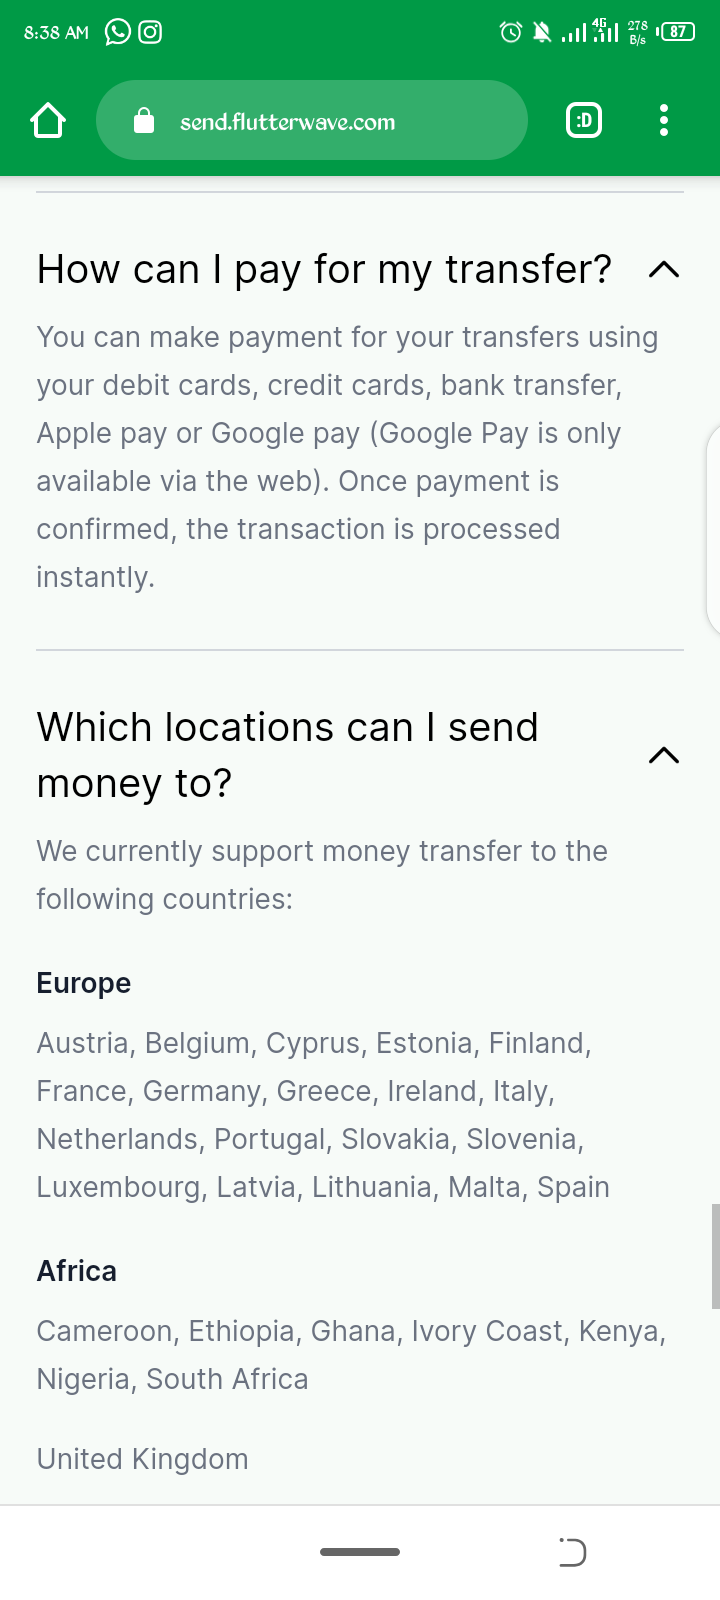 8:38 AM
4G
278
B/s
87
send.flutterwave.com
:D
How can I pay for my transfer?
You can make payment for your transfers using
your debit cards, credit cards, bank transfer,
Apple pay or Google pay (Google Pay is only
available via the web). Once payment is
confirmed, the transaction is processed
instantly.
Which locations can I send
money to?
We currently support money transfer to the
following countries:
Europe
Austria, Belgium, Cyprus, Estonia, Finland,
France, Germany, Greece, Ireland, Italy,
Netherlands, Portugal, Slovakia, Slovenia,
Luxembourg, Latvia, Lithuania, Malta, Spain
Africa
Cameroon, Ethiopia, Ghana, Ivory Coast, Kenya,
Nigeria, South Africa
United Kingdom